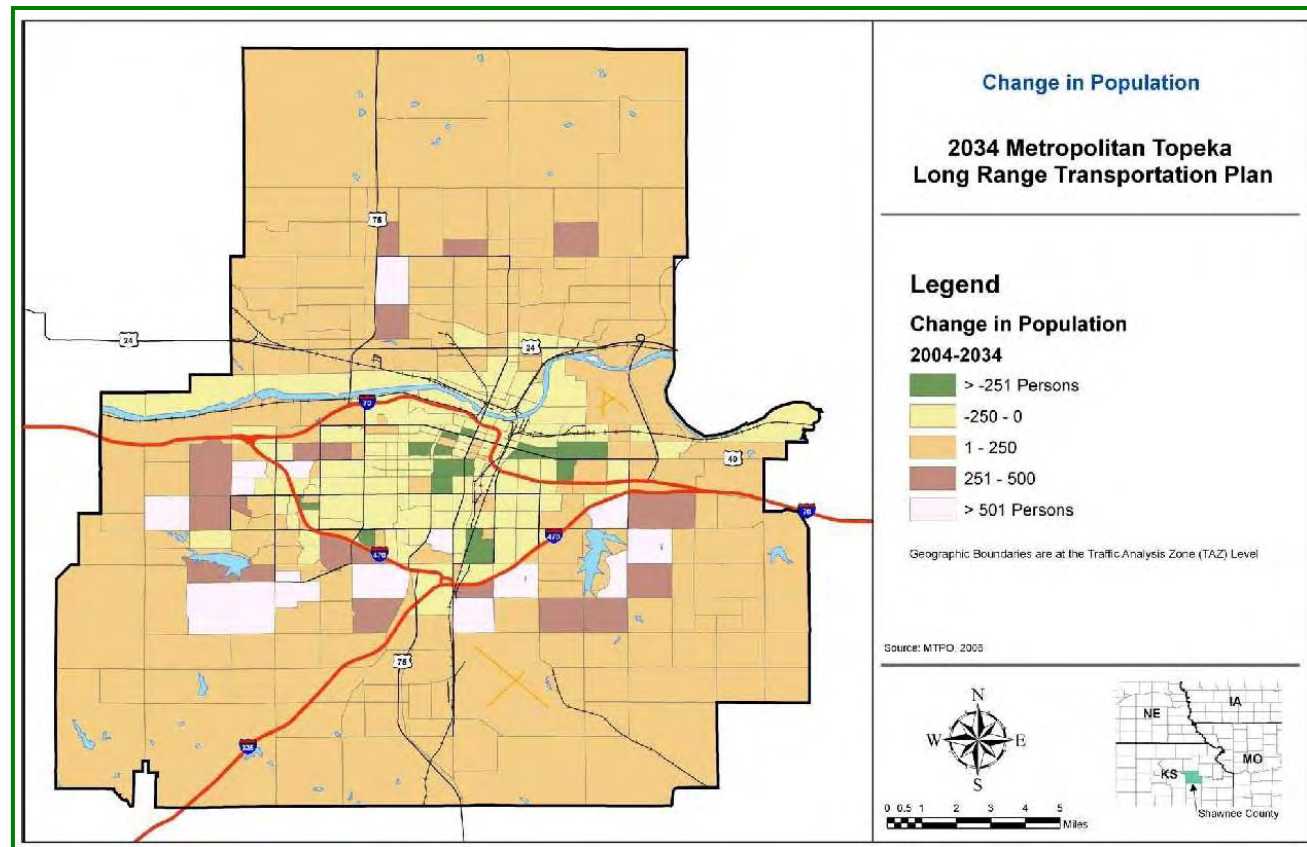 Change in Population
2034 Metropolitan Topeka
Long Range Transportation Plan
Legend
Change in Population
2004-2034
> -251 Persons
-250 - 0
1 - 250
251 - 500
> 501 Persons
Geographic Boundaries are at the Traffic Analysis Zone (TAZ) Level
N
W E
S
NE
IA
KS
MO
Shawnee County
0 0.5 1 2 3 4 5
Miles
75
24
24
70
40
70
470
470
75
335